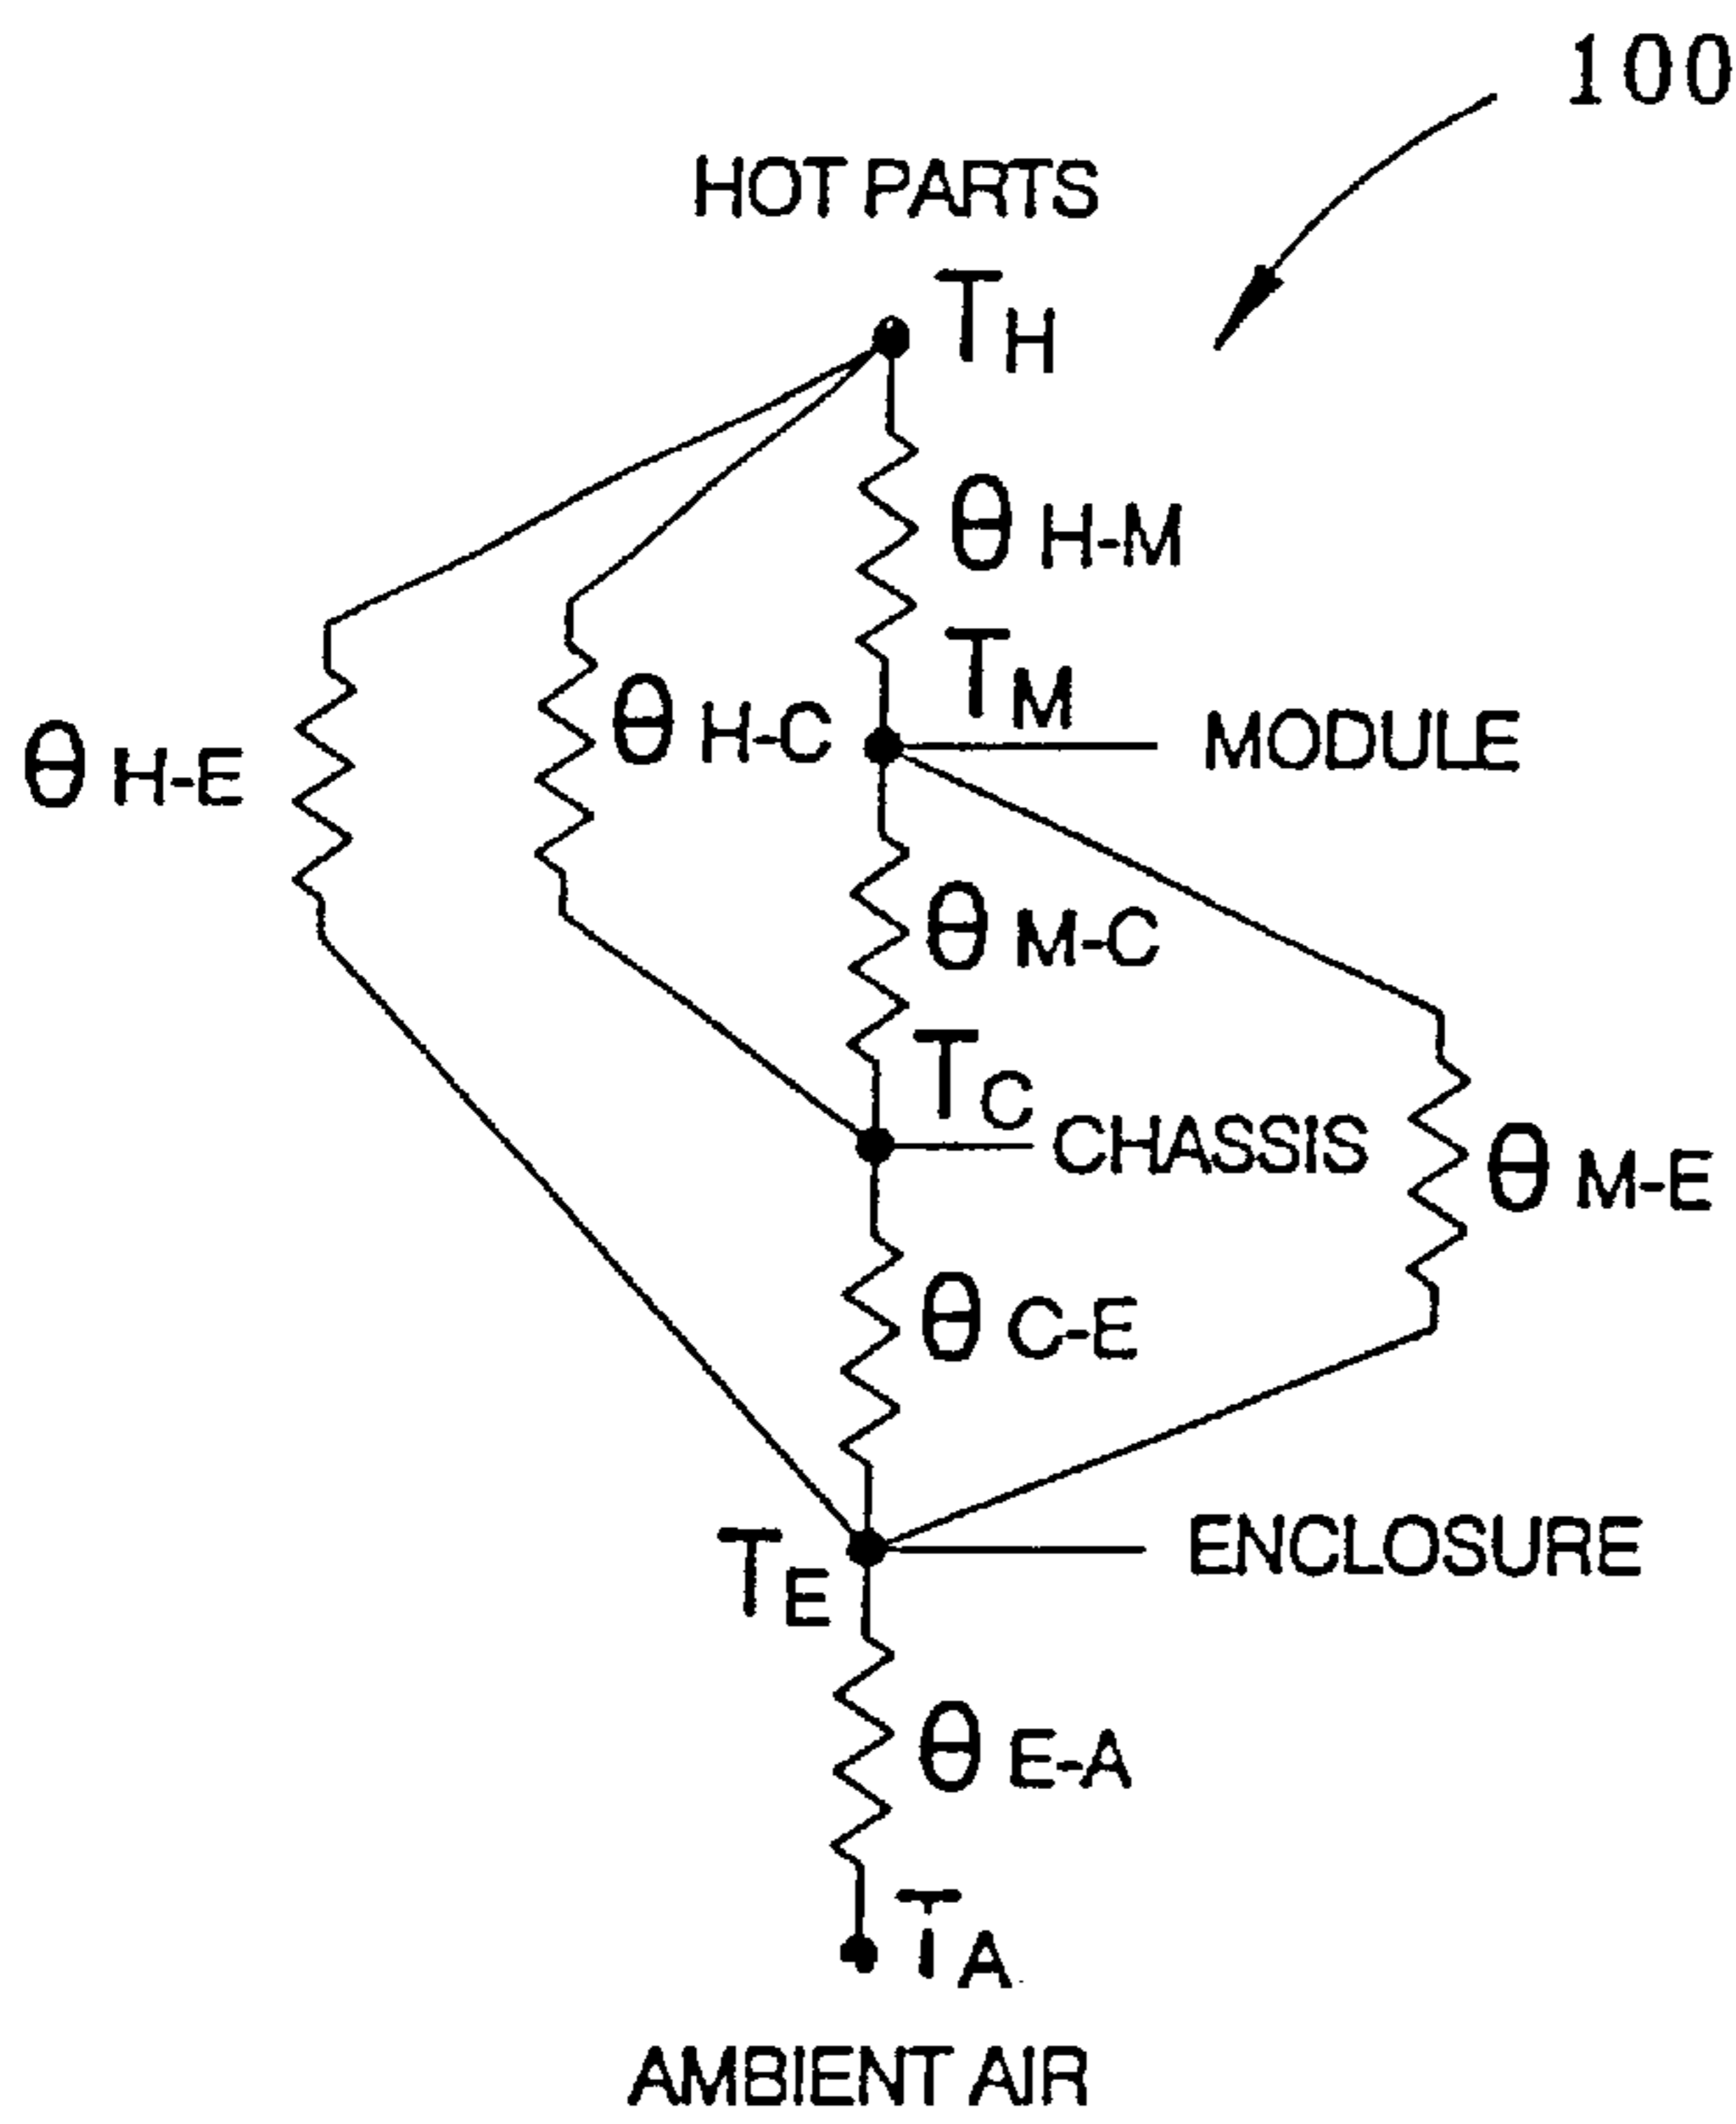 100
HOT PARTS
TH
θ H-M
TM
MODULE
θ H-E
θ H-C
θ M-C
TC
CHASSIS
θ M-E
θ C-E
TE
ENCLOSURE
θ E-A
TA
AMBIENT AIR